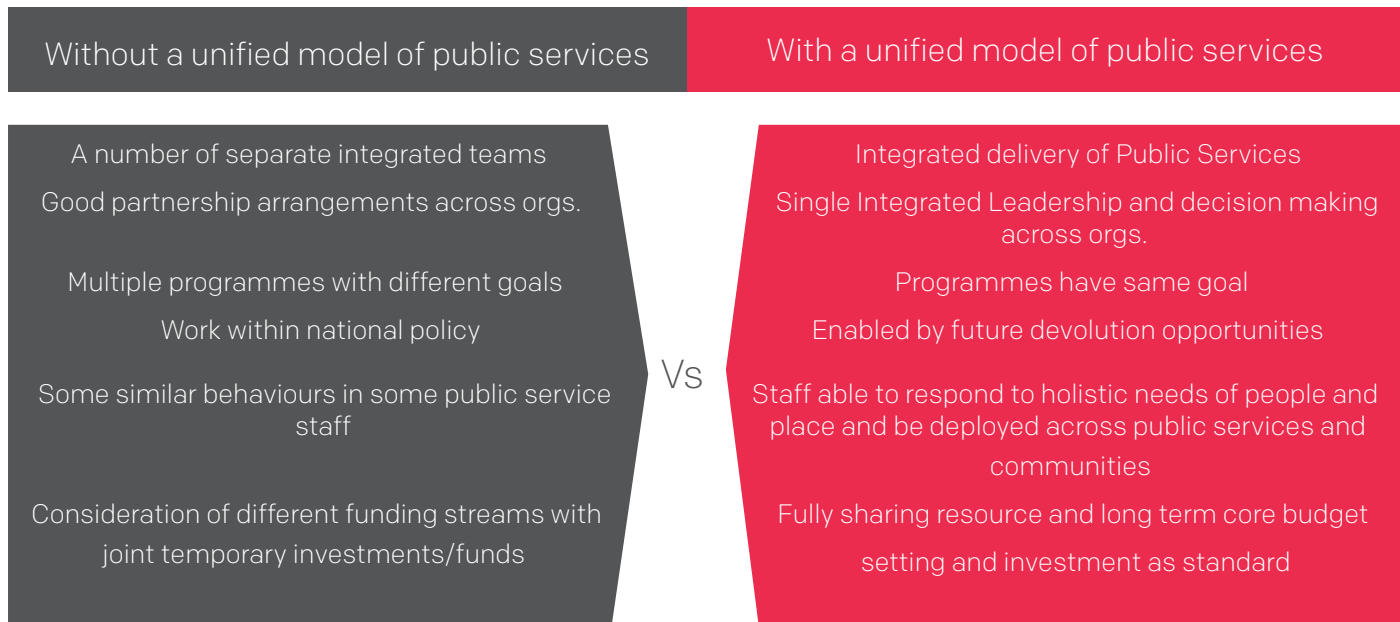 Without a unified model of public services
With a unified model of public services
A number of separate integrated teams
Good partnership arrangements across orgs.
Multiple programmes with different goals
Work within national policy
Some similar behaviours in some public service
staff
Consideration of different funding streams with
joint temporary investments/funds
Vs
Integrated delivery of Public Services
Single Integrated Leadership and decision making
across orgs.
Programmes have same goal
Enabled by future devolution opportunities
Staff able to respond to holistic needs of people and
place and be deployed across public services and
communities
Fully sharing resource and long term core budget
setting and investment as standard